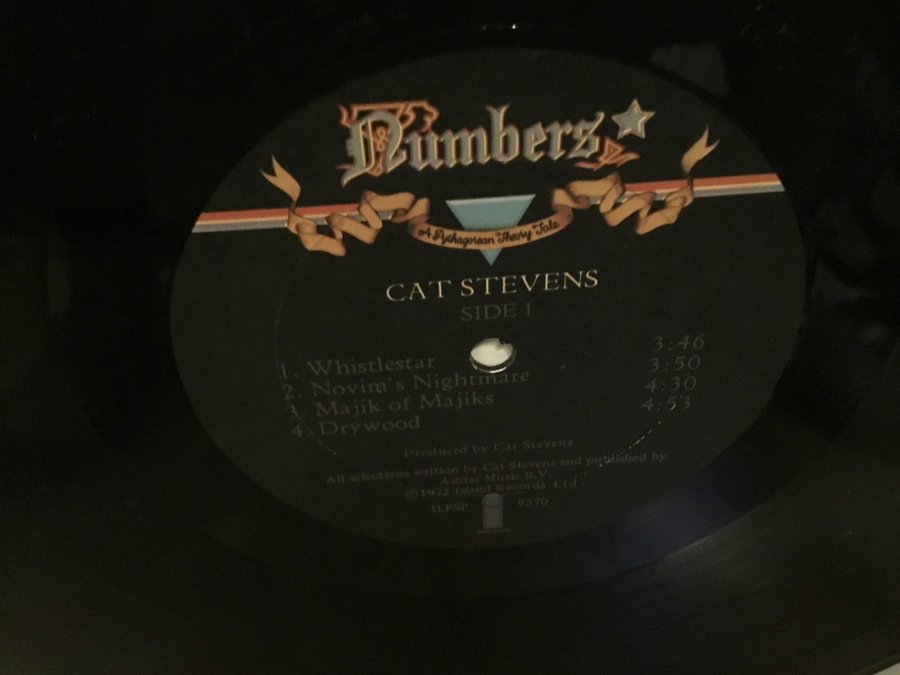 Numbers
A Pythagorean Theory Tale
CAT STEVENS
SIDE 1
1. Whistlestar 3:46
2. Novim's Nightmare 3:50
3. Majik of Majiks 4:30
4. Drywood 4:53
Produced by Cat Stevens
All selections written by Cat Stevens and published by
Ashtar Music B.V.
℗1975 Island Records Ltd.
ILPSP 9370